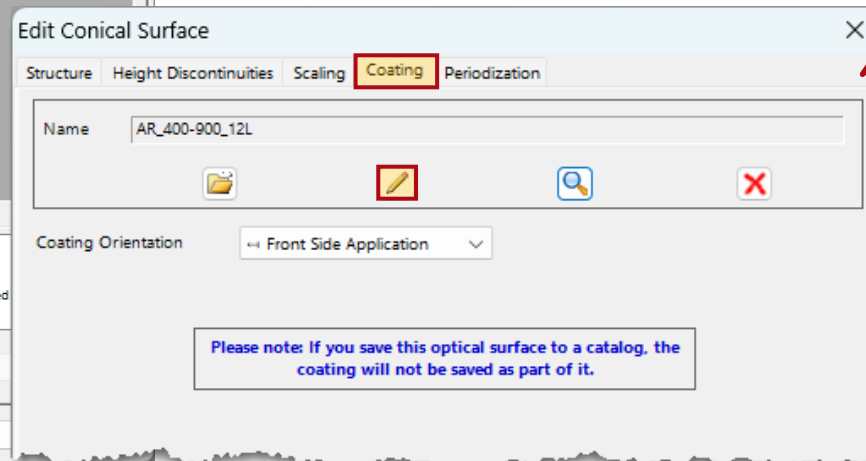 Edit Conical Surface
Structure Height Discontinuities Scaling Coating Periodization
Name AR_400-900_12L
Coating Orientation Front Side Application
ed
Please note: If you save this optical surface to a catalog, the
coating will not be saved as part of it.